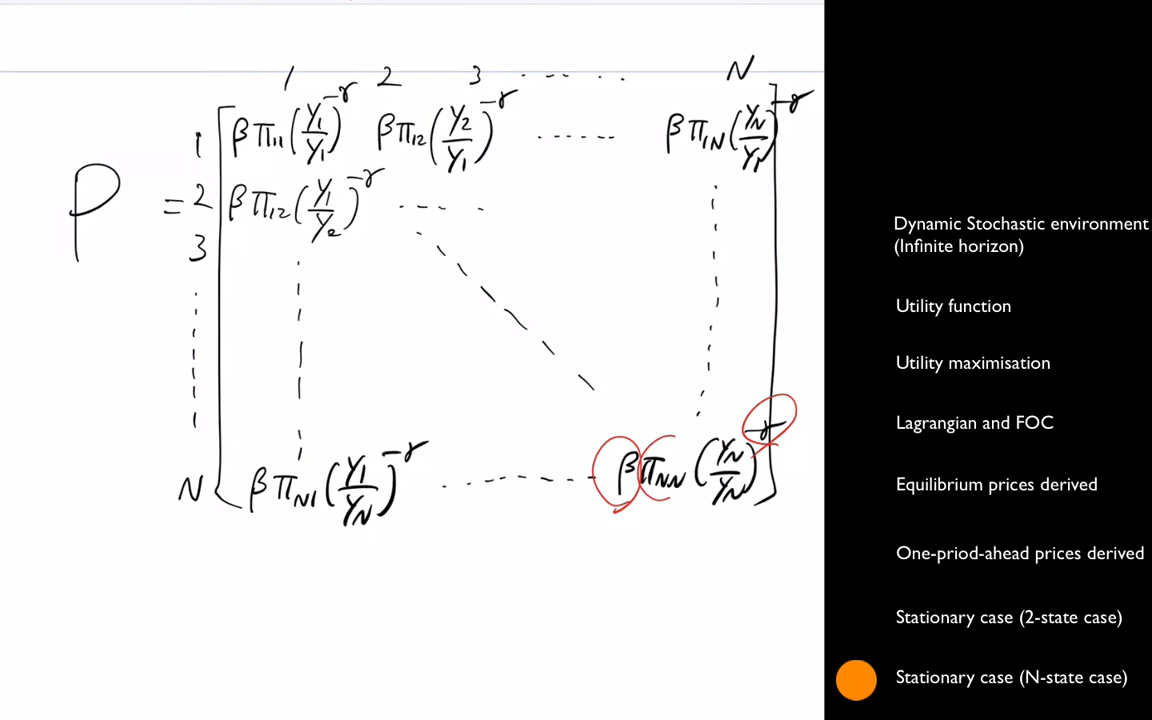 1 2 3 ...... N
1 βπ11(Y1/Y1)^-γ βπ12(Y2/Y1)^-γ ...... βπ1N(YN/Y1)^-γ
P = 2 βπ12(Y1/Y2)^-γ
3
N βπN1(Y1/YN)^-γ ...... βπNN(YN/YN)^-γ
Dynamic Stochastic environment
(Infinite horizon)
Utility function
Utility maximisation
Lagrangian and FOC
Equilibrium prices derived
One-priod-ahead prices derived
Stationary case (2-state case)
Stationary case (N-state case)